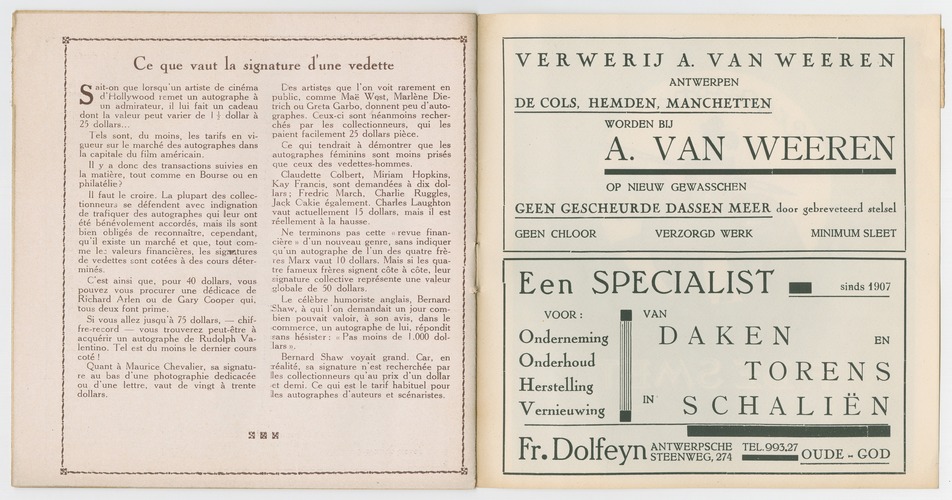 Ce que vaut la signature d'une vedette
Sait-on que lorsqu'un artiste de cinéma
d'Hollywood remet un autographe à
un admirateur, il lui fait un cadeau
dont la valeur peut varier de 1 ½ dollar à
25 dollars...
Tels sont, du moins, les tarifs en vi-
gueur sur le marché des autographes dans
la capitale du film américain.
Il y a donc des transactions suivies en
la matière, tout comme en Bourse ou en
philatélie?
Il faut le croire. La plupart des collec-
tionneurs se défendent avec indignation
de trafiquer des autographes qui leur ont
été bénévolement accordés, mais ils sont
bien obligés de reconnaître, cependant,
qu'il existe un marché et que, tout com-
me les valeurs financières, les signatures
de vedettes sont cotées à des cours déter-
minés.
C'est ainsi que, pour 40 dollars, vous
pouvez vous procurer une dédicace de
Richard Arlen ou de Gary Cooper qui,
tous deux font prime.
Si vous allez jusqu'à 75 dollars, — chif-
fre-record — vous trouverez peut-être à
acquérir un autographe de Rudolph Va-
lentino. Tel est du moins le dernier cours
coté!
Quant à Maurice Chevalier, sa signatu-
re au bas d'une photographie dédicacée
ou d'une lettre, vaut de vingt à trente
dollars.
Des artistes que l'on voit rarement en
public, comme Maë West, Marlène Die-
trich ou Greta Garbo, donnent peu d'auto-
graphes. Ceux-ci sont néanmoins recher-
chés par les collectionneurs, qui les
paient facilement 25 dollars pièce.
Ce qui tendrait à démontrer que les
autographes féminins sont moins prisés
que ceux des vedettes-hommes.
Claudette Colbert, Miriam Hopkins,
Kay Francis, sont demandées à dix dol-
lars; Fredric March, Charlie Ruggles,
Jack Oakie également. Charles Laughton
vaut actuellement 15 dollars, mais il est
réellement à la hausse.
Ne terminons pas cette « revue finan-
cière » d'un nouveau genre, sans indiquer
qu'un autographe de l'un des quatre frè-
res Marx vaut 10 dollars. Mais si les qua-
tre fameux frères signent côte à côte, leur
signature collective représente une valeur
globale de 50 dollars.
Le célèbre humoriste anglais, Bernard
Shaw, à qui l'on demandait un jour com-
bien pouvait valoir, à son avis, dans le
commerce, un autographe de lui, répondit
sans hésiter : « Pas moins de 1.000 dol-
lars ».
Bernard Shaw voyait grand. Car, en
réalité, sa signature n'est recherchée par
les collectionneurs qu'au prix d'un dollar
et demi. Ce qui est le tarif habituel pour
les autographes d'auteurs et scénaristes.
VERWERIJ A. VAN WEEREN
ANTWERPEN
DE COLS, HEMDEN, MANCHETTEN
WORDEN BIJ
A. VAN WEEREN
OP NIEUW GEWASSCHEN
GEEN GESCHEURDE DASSEN MEER door gebreveteerd stelsel
GEEN CHLOOR VERZORGD WERK MINIMUM SLEET
Een SPECIALIST sinds 1907
VOOR : VAN
Onderneming DAKEN EN
Onderhoud TORENS
Herstelling
Vernieuwing IN SCHALIËN
Fr. Dolfeyn ANTWERPSCHE STEENWEG, 274 TEL. 993,27 OUDE - GOD